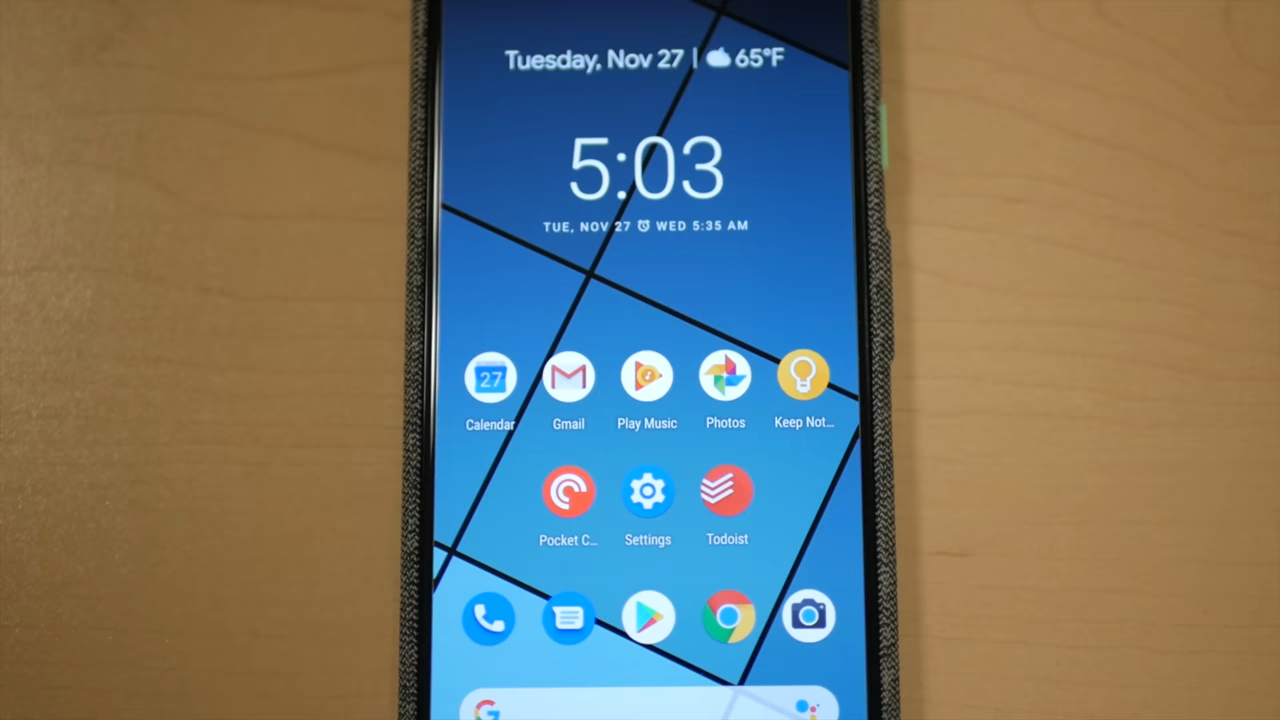 Tuesday, Nov 27 | 65°F
5:03
TUE, NOV 27 WED 5:35 AM
27
Calendar Gmail Play Music Photos Keep Not...
Pocket C... Settings Todoist
G